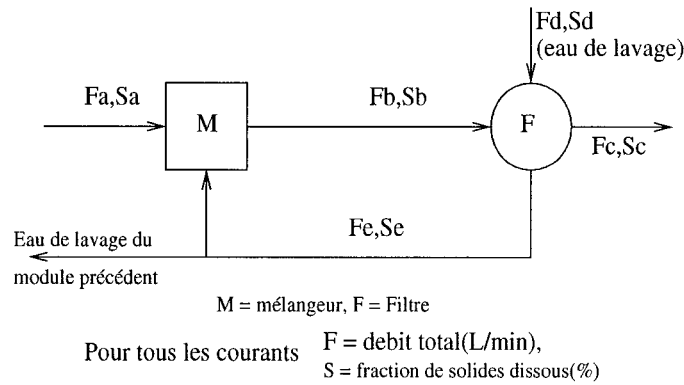 Fd,Sd
(eau de lavage)
Fa,Sa
M
Fb,Sb
F
Fc,Sc
Fe,Se
Eau de lavage du
module précédent
M = mélangeur, F = Filtre
Pour tous les courants
F = debit total(L/min),
S = fraction de solides dissous(%)